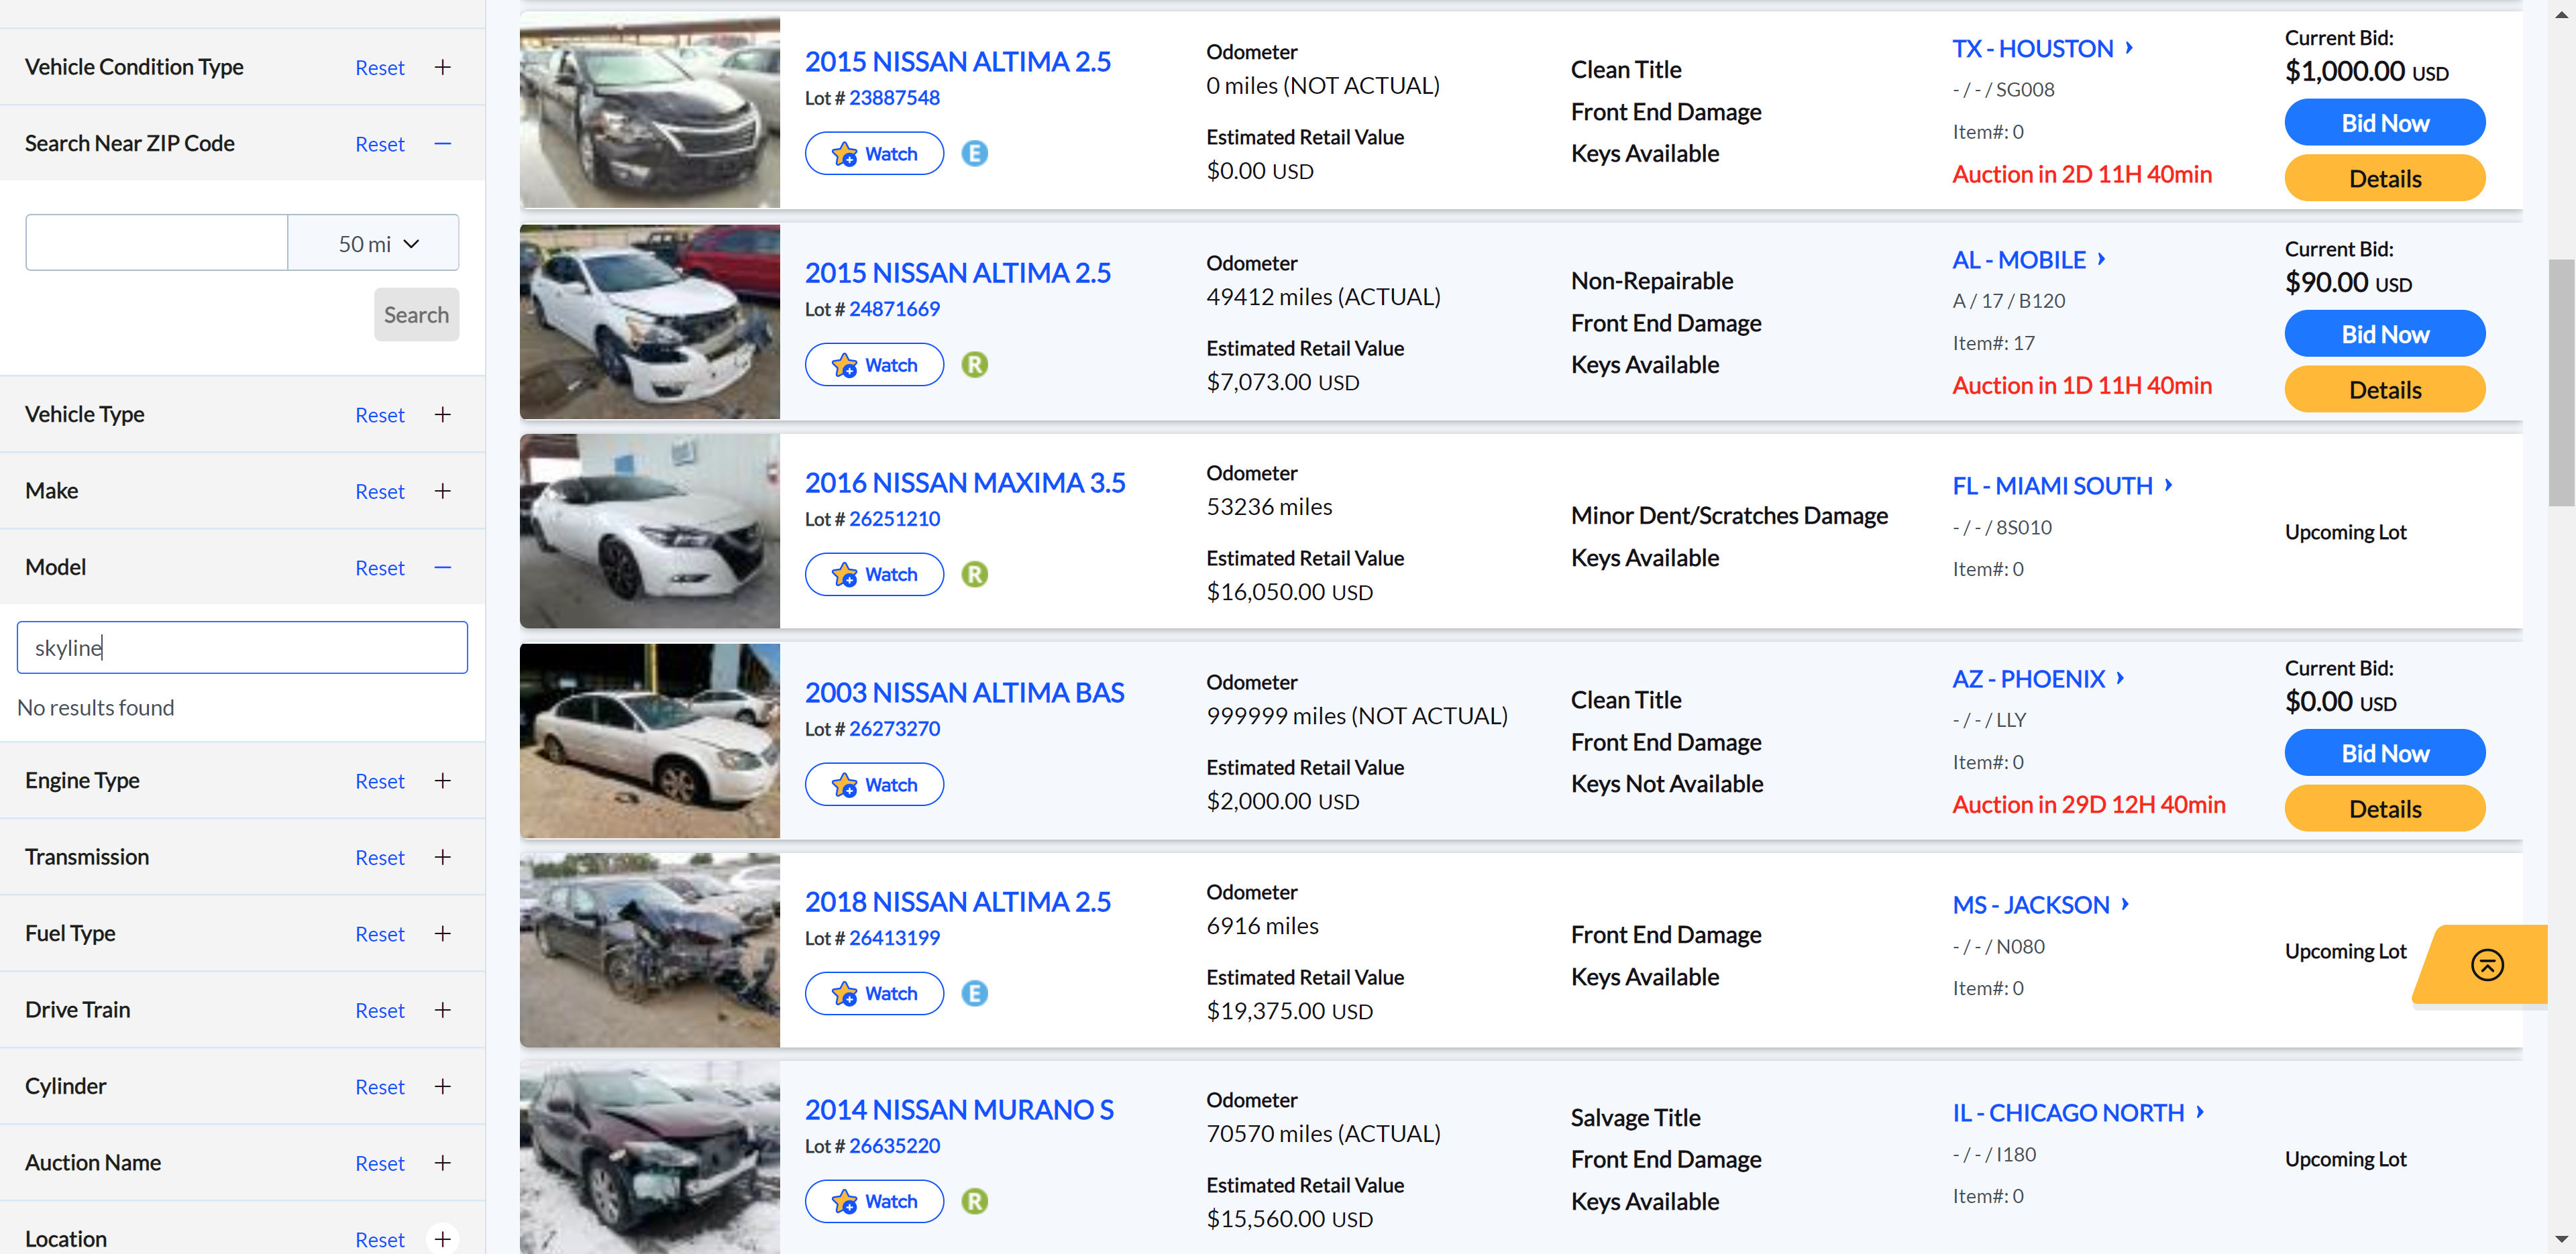 Vehicle Condition Type Reset
Search Near ZIP Code Reset
50 mi
Search
Vehicle Type Reset
Make Reset
Model Reset
skyline
No results found
Engine Type Reset
Transmission Reset
Fuel Type Reset
Drive Train Reset
Cylinder Reset
Auction Name Reset
Location Reset
2015 NISSAN ALTIMA 2.5
Lot # 23887548
Watch E
Odometer
0 miles (NOT ACTUAL)
Estimated Retail Value
$0.00 USD
Clean Title
Front End Damage
Keys Available
TX - HOUSTON
- / - / SG008
Item#: 0
Auction in 2D 11H 40min
Current Bid:
$1,000.00 USD
Bid Now
Details
2015 NISSAN ALTIMA 2.5
Lot # 24871669
Watch R
Odometer
49412 miles (ACTUAL)
Estimated Retail Value
$7,073.00 USD
Non-Repairable
Front End Damage
Keys Available
AL - MOBILE
A / 17 / B120
Item#: 17
Auction in 1D 11H 40min
Current Bid:
$90.00 USD
Bid Now
Details
2016 NISSAN MAXIMA 3.5
Lot # 26251210
Watch R
Odometer
53236 miles
Estimated Retail Value
$16,050.00 USD
Minor Dent/Scratches Damage
Keys Available
FL - MIAMI SOUTH
- / - / 8S010
Item#: 0
Upcoming Lot
2003 NISSAN ALTIMA BAS
Lot # 26273270
Watch
Odometer
999999 miles (NOT ACTUAL)
Estimated Retail Value
$2,000.00 USD
Clean Title
Front End Damage
Keys Not Available
AZ - PHOENIX
- / - / LLY
Item#: 0
Auction in 29D 12H 40min
Current Bid:
$0.00 USD
Bid Now
Details
2018 NISSAN ALTIMA 2.5
Lot # 26413199
Watch E
Odometer
6916 miles
Estimated Retail Value
$19,375.00 USD
Front End Damage
Keys Available
MS - JACKSON
- / - / N080
Item#: 0
Upcoming Lot
2014 NISSAN MURANO S
Lot # 26635220
Watch R
Odometer
70570 miles (ACTUAL)
Estimated Retail Value
$15,560.00 USD
Salvage Title
Front End Damage
Keys Available
IL - CHICAGO NORTH
- / - / I180
Item#: 0
Upcoming Lot